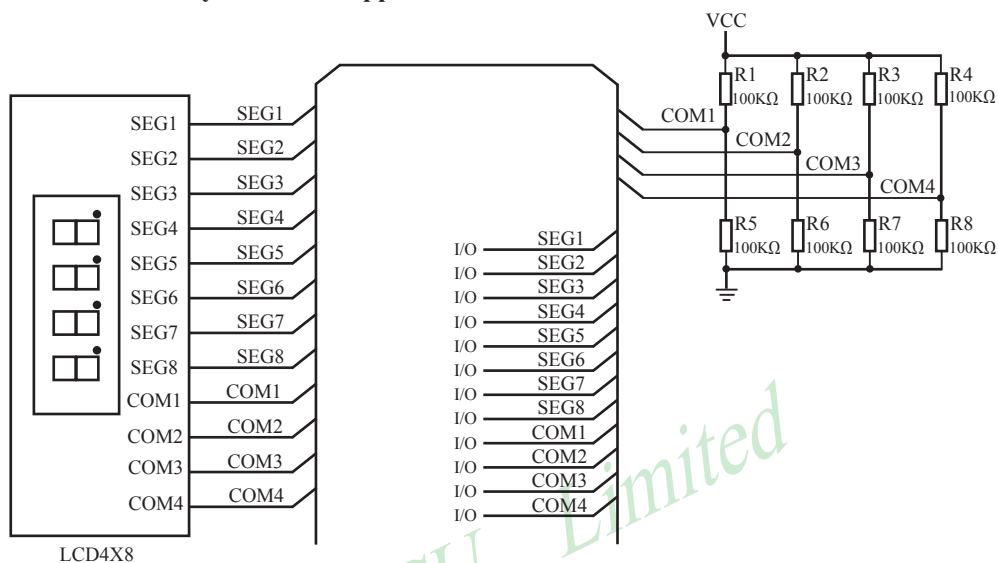 VCC
R1
100KΩ
R2
100KΩ
R3
100KΩ
R4
100KΩ
COM1
COM2
COM3
COM4
R5
100KΩ
R6
100KΩ
R7
100KΩ
R8
100KΩ
SEG1 SEG1
SEG2 SEG2
SEG3 SEG3
SEG4 SEG4
SEG5 SEG5
SEG6 SEG6
SEG7 SEG7
SEG8 SEG8
COM1 COM1
COM2 COM2
COM3 COM3
COM4 COM4
LCD4X8
I/O SEG1
I/O SEG2
I/O SEG3
I/O SEG4
I/O SEG5
I/O SEG6
I/O SEG7
I/O SEG8
I/O COM1
I/O COM2
I/O COM3
I/O COM4
Limited